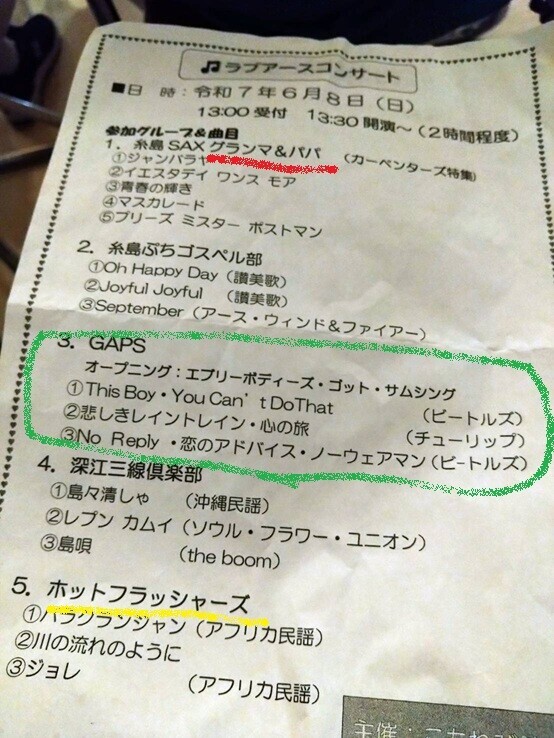 ♫ラブアースコンサート
■日 時：令和7年6月8日（日）
13:00 受付 13:30 開演～（2時間程度）
参加グループ＆曲目
1. 糸島SAXグランマ＆パパ （カーペンターズ特集）
①ジャンバラヤ
②イエスタデイ ワンス モア
③青春の輝き
④マスカレード
⑤プリーズ ミスター ポストマン
2. 糸島ぷちゴスペル部
①Oh Happy Day（讃美歌）
②Joyful Joyful （讃美歌）
③September（アース・ウィンド＆ファイアー）
3. GAPS
オープニング：エブリーボディーズ・ゴット・サムシング
①This Boy・You Can't DoThat （ビートルズ）
②悲しきレイントレイン・心の旅 （チューリップ）
③No Reply ・恋のアドバイス・ノーウェアマン（ビートルズ）
4. 深江三線倶楽部
①島々清しゃ （沖縄民謡）
②レプン カムイ（ソウル・フラワー・ユニオン）
③島唄 （the boom）
5. ホットフラッシャーズ
①パラグランジャン（アフリカ民謡）
②川の流れのように
③ジョレ （アフリカ民謡）
主催：